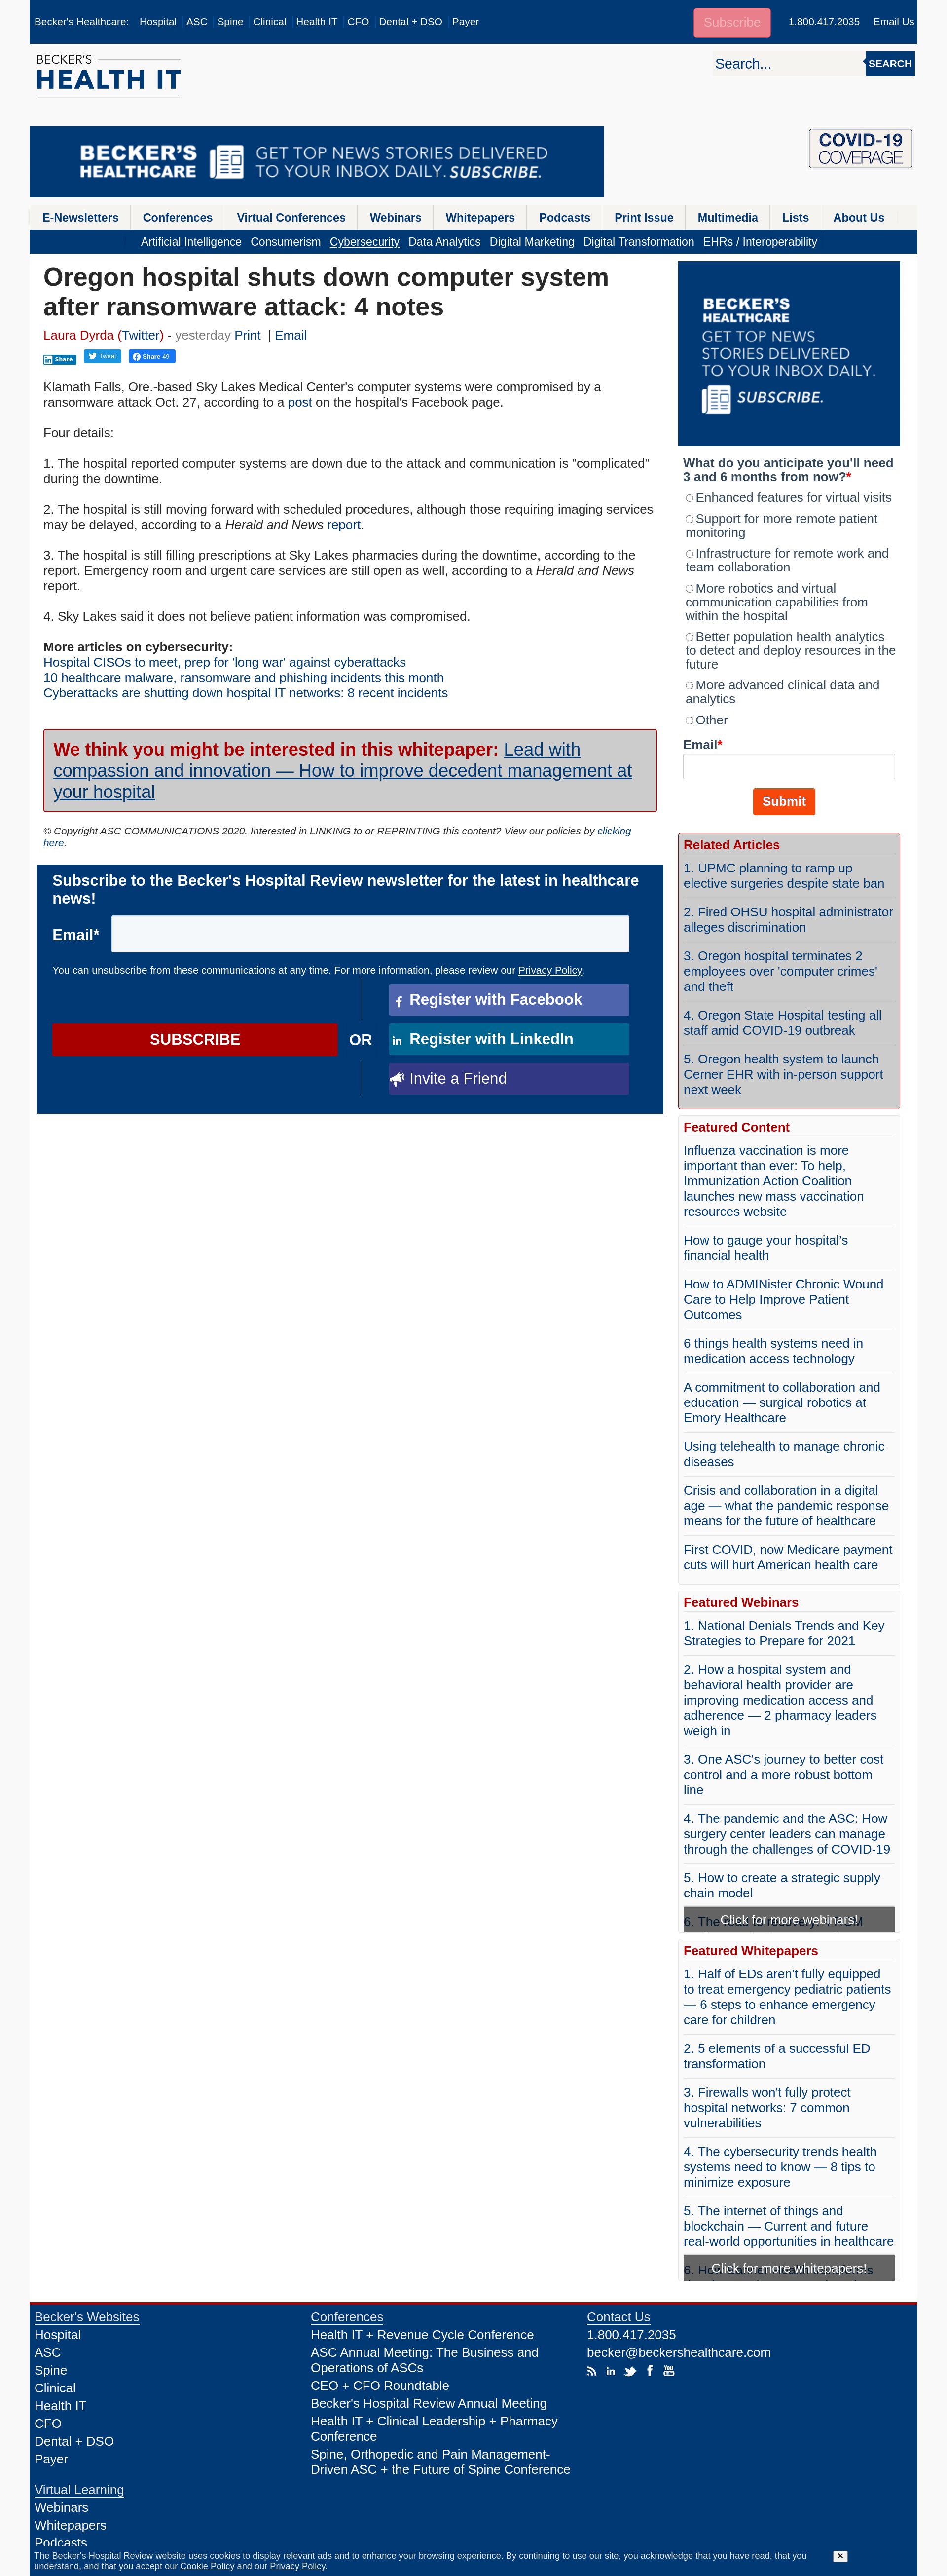 Becker's Healthcare: Hospital ASC Spine Clinical Health IT CFO Dental + DSO Payer
Subscribe 1.800.417.2035 Email Us
BECKER'S
HEALTH IT
Search... SEARCH
BECKER'S
HEALTHCARE
GET TOP NEWS STORIES DELIVERED
TO YOUR INBOX DAILY. SUBSCRIBE.
COVID-19
COVERAGE
E-Newsletters Conferences Virtual Conferences Webinars Whitepapers Podcasts Print Issue Multimedia Lists About Us
Artificial Intelligence Consumerism Cybersecurity Data Analytics Digital Marketing Digital Transformation EHRs / Interoperability
Oregon hospital shuts down computer system
after ransomware attack: 4 notes
Laura Dyrda (Twitter) - yesterday Print | Email
Share Tweet Share 49
Klamath Falls, Ore.-based Sky Lakes Medical Center's computer systems were compromised by a
ransomware attack Oct. 27, according to a post on the hospital's Facebook page.
Four details:
1. The hospital reported computer systems are down due to the attack and communication is "complicated"
during the downtime.
2. The hospital is still moving forward with scheduled procedures, although those requiring imaging services
may be delayed, according to a Herald and News report.
3. The hospital is still filling prescriptions at Sky Lakes pharmacies during the downtime, according to the
report. Emergency room and urgent care services are still open as well, according to a Herald and News
report.
4. Sky Lakes said it does not believe patient information was compromised.
More articles on cybersecurity:
Hospital CISOs to meet, prep for 'long war' against cyberattacks
10 healthcare malware, ransomware and phishing incidents this month
Cyberattacks are shutting down hospital IT networks: 8 recent incidents
We think you might be interested in this whitepaper: Lead with
compassion and innovation — How to improve decedent management at
your hospital
© Copyright ASC COMMUNICATIONS 2020. Interested in LINKING to or REPRINTING this content? View our policies by clicking
here.
Subscribe to the Becker's Hospital Review newsletter for the latest in healthcare
news!
Email*
You can unsubscribe from these communications at any time. For more information, please review our Privacy Policy.
SUBSCRIBE
OR
Register with Facebook
Register with LinkedIn
Invite a Friend
BECKER'S
HEALTHCARE
GET TOP NEWS
STORIES DELIVERED
TO YOUR INBOX DAILY.
SUBSCRIBE.
What do you anticipate you'll need
3 and 6 months from now?*
Enhanced features for virtual visits
Support for more remote patient
monitoring
Infrastructure for remote work and
team collaboration
More robotics and virtual
communication capabilities from
within the hospital
Better population health analytics
to detect and deploy resources in the
future
More advanced clinical data and
analytics
Other
Email*
Submit
Related Articles
1. UPMC planning to ramp up
elective surgeries despite state ban
2. Fired OHSU hospital administrator
alleges discrimination
3. Oregon hospital terminates 2
employees over 'computer crimes'
and theft
4. Oregon State Hospital testing all
staff amid COVID-19 outbreak
5. Oregon health system to launch
Cerner EHR with in-person support
next week
Featured Content
Influenza vaccination is more
important than ever: To help,
Immunization Action Coalition
launches new mass vaccination
resources website
How to gauge your hospital's
financial health
How to ADMINister Chronic Wound
Care to Help Improve Patient
Outcomes
6 things health systems need in
medication access technology
A commitment to collaboration and
education — surgical robotics at
Emory Healthcare
Using telehealth to manage chronic
diseases
Crisis and collaboration in a digital
age — what the pandemic response
means for the future of healthcare
First COVID, now Medicare payment
cuts will hurt American health care
Featured Webinars
1. National Denials Trends and Key
Strategies to Prepare for 2021
2. How a hospital system and
behavioral health provider are
improving medication access and
adherence — 2 pharmacy leaders
weigh in
3. One ASC's journey to better cost
control and a more robust bottom
line
4. The pandemic and the ASC: How
surgery center leaders can manage
through the challenges of COVID-19
5. How to create a strategic supply
chain model
6. The
Click for more webinars!
Featured Whitepapers
1. Half of EDs aren't fully equipped
to treat emergency pediatric patients
— 6 steps to enhance emergency
care for children
2. 5 elements of a successful ED
transformation
3. Firewalls won't fully protect
hospital networks: 7 common
vulnerabilities
4. The cybersecurity trends health
systems need to know — 8 tips to
minimize exposure
5. The internet of things and
blockchain — Current and future
real-world opportunities in healthcare
6.
Click for more whitepapers!
Becker's Websites
Hospital
ASC
Spine
Clinical
Health IT
CFO
Dental + DSO
Payer
Virtual Learning
Webinars
Whitepapers
Podcasts
Conferences
Health IT + Revenue Cycle Conference
ASC Annual Meeting: The Business and
Operations of ASCs
CEO + CFO Roundtable
Becker's Hospital Review Annual Meeting
Health IT + Clinical Leadership + Pharmacy
Conference
Spine, Orthopedic and Pain Management-
Driven ASC + the Future of Spine Conference
Contact Us
1.800.417.2035
becker@beckershealthcare.com
The Becker's Hospital Review website uses cookies to display relevant ads and to enhance your browsing experience. By continuing to use our site, you acknowledge that you have read, that you
understand, and that you accept our Cookie Policy and our Privacy Policy.